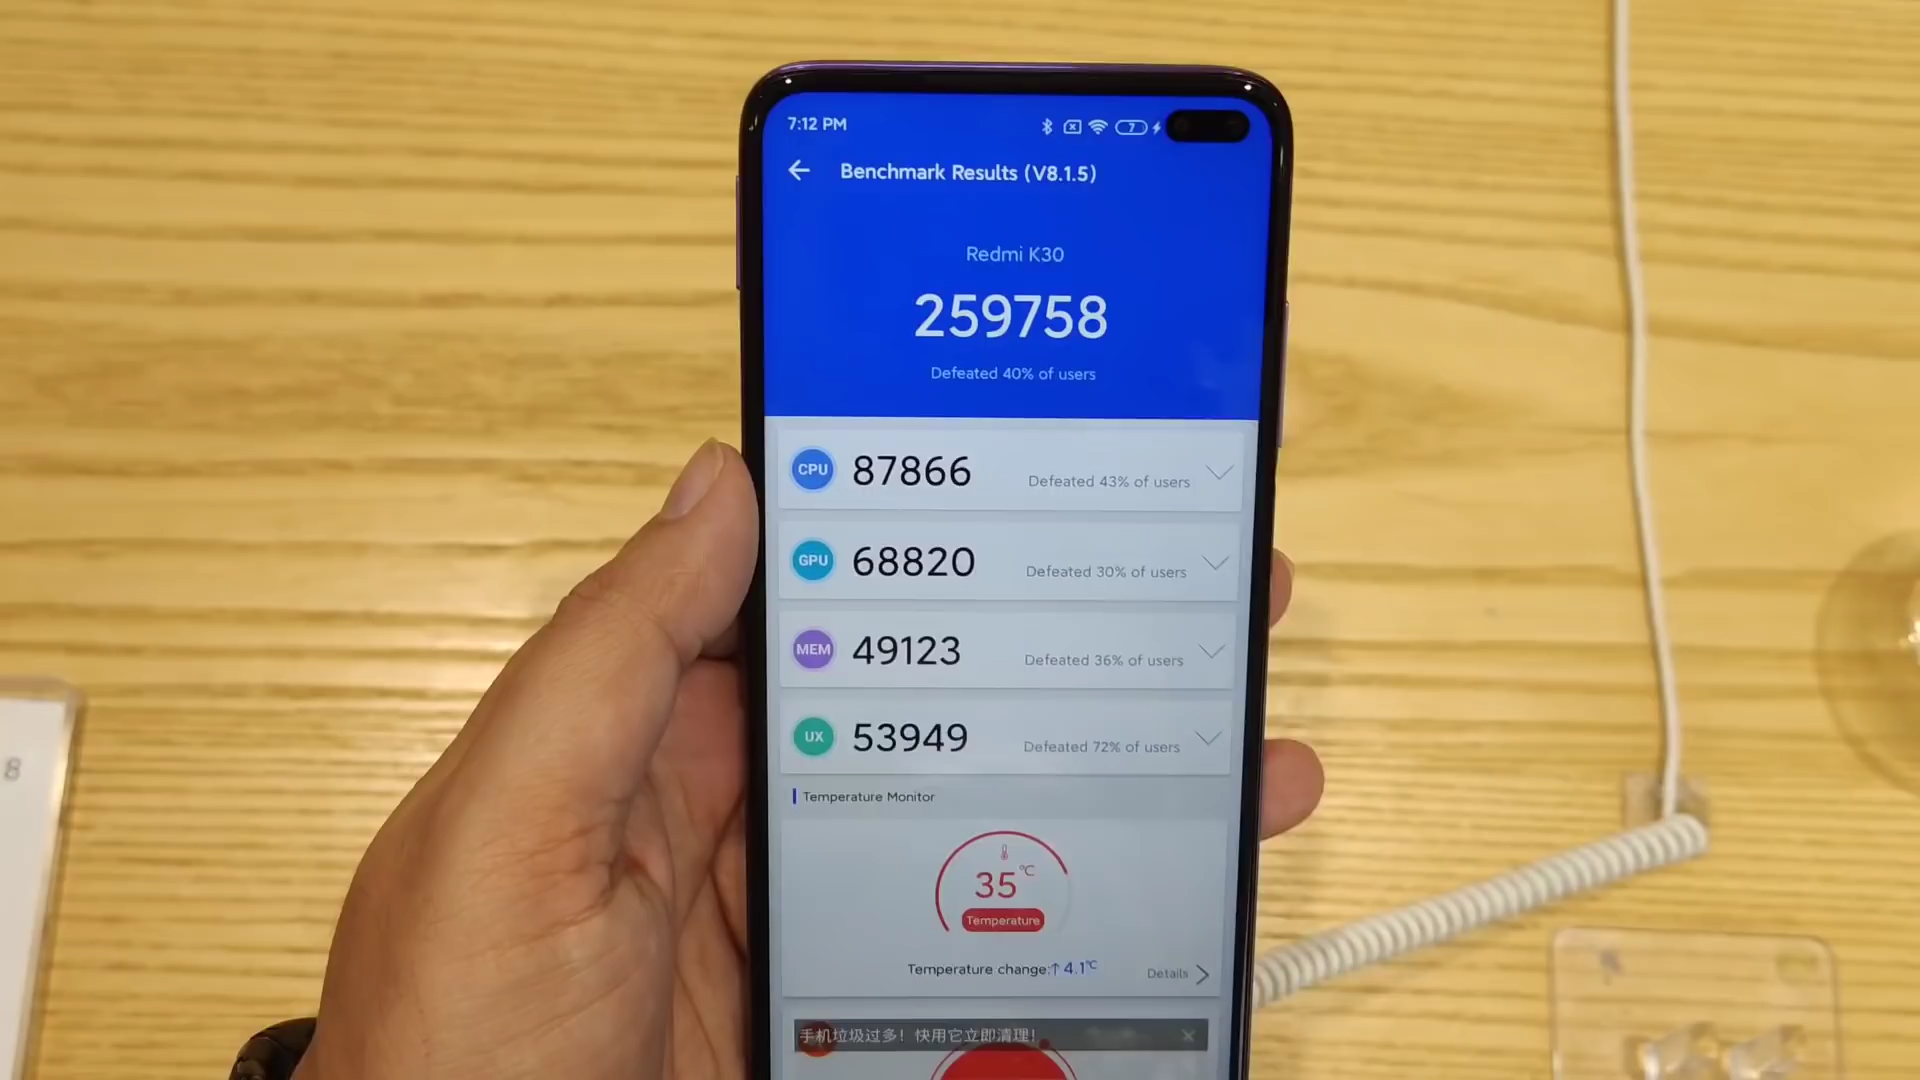 7:12 PM
7
Benchmark Results (V8.1.5)
Redmi K30
259758
Defeated 40% of users
CPU 87866 Defeated 43% of users
GPU 68820 Defeated 30% of users
MEM 49123 Defeated 36% of users
UX 53949 Defeated 72% of users
Temperature Monitor
35℃
Temperature
Temperature change:↑ 4.1℃ Details
手机垃圾过多！快用它立即清理！
8